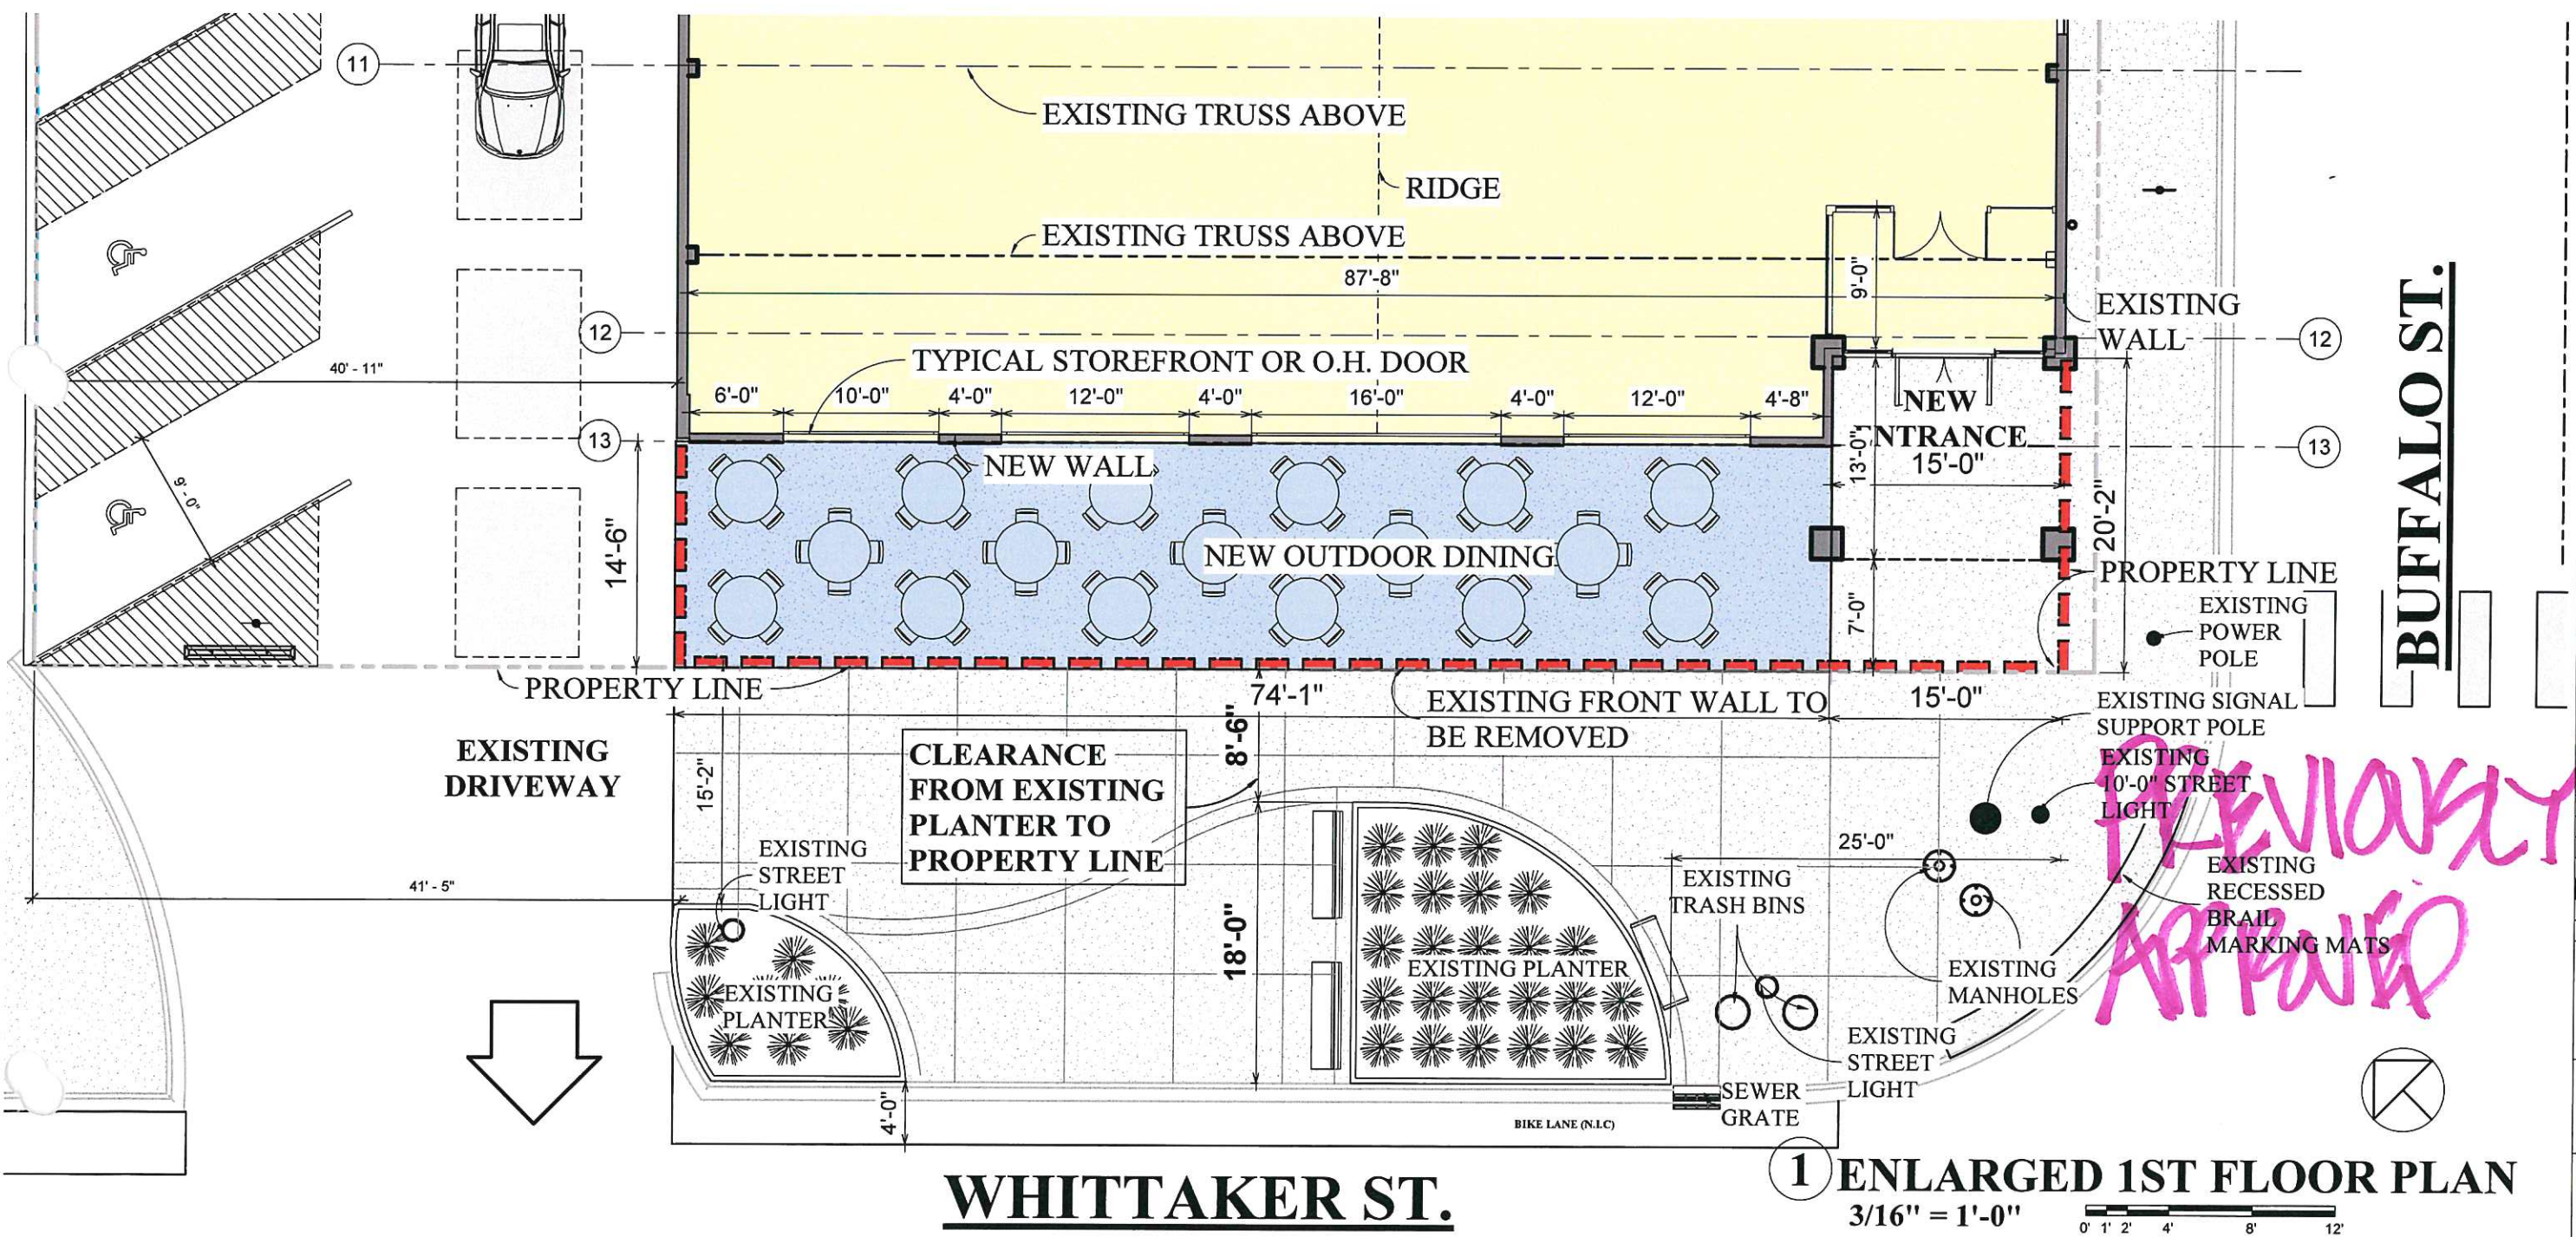 11
EXISTING TRUSS ABOVE
RIDGE
EXISTING TRUSS ABOVE
87'-8"
9'-0"
EXISTING
WALL
12
12
TYPICAL STOREFRONT OR O.H. DOOR
40' - 11"
6'-0"
10'-0"
4'-0"
12'-0"
4'-0"
16'-0"
4'-0"
12'-0"
4'-8"
NEW
ENTRANCE
15'-0"
13
13
NEW WALL
13'-0"
9' - 0"
14'-6"
NEW OUTDOOR DINING
20'-2"
7'-0"
BUFFALO ST.
PROPERTY LINE
EXISTING
POWER
POLE
PROPERTY LINE
74'-1"
EXISTING FRONT WALL TO
BE REMOVED
15'-0"
EXISTING SIGNAL
SUPPORT POLE
EXISTING
DRIVEWAY
15'-2"
CLEARANCE
FROM EXISTING
PLANTER TO
PROPERTY LINE
8'-6"
EXISTING
10'-0" STREET
LIGHT
PREVIOUSLY
APPROVED
25'-0"
EXISTING
STREET
LIGHT
41' - 5"
EXISTING
TRASH BINS
EXISTING
RECESSED
BRAIL
MARKING MATS
18'-0"
EXISTING PLANTER
EXISTING
MANHOLES
EXISTING
PLANTER
EXISTING
STREET
LIGHT
4'-0"
SEWER
GRATE
BIKE LANE (N.I.C)
WHITTAKER ST.
1 ENLARGED 1ST FLOOR PLAN
3/16" = 1'-0"
0' 1' 2' 4' 8' 12'